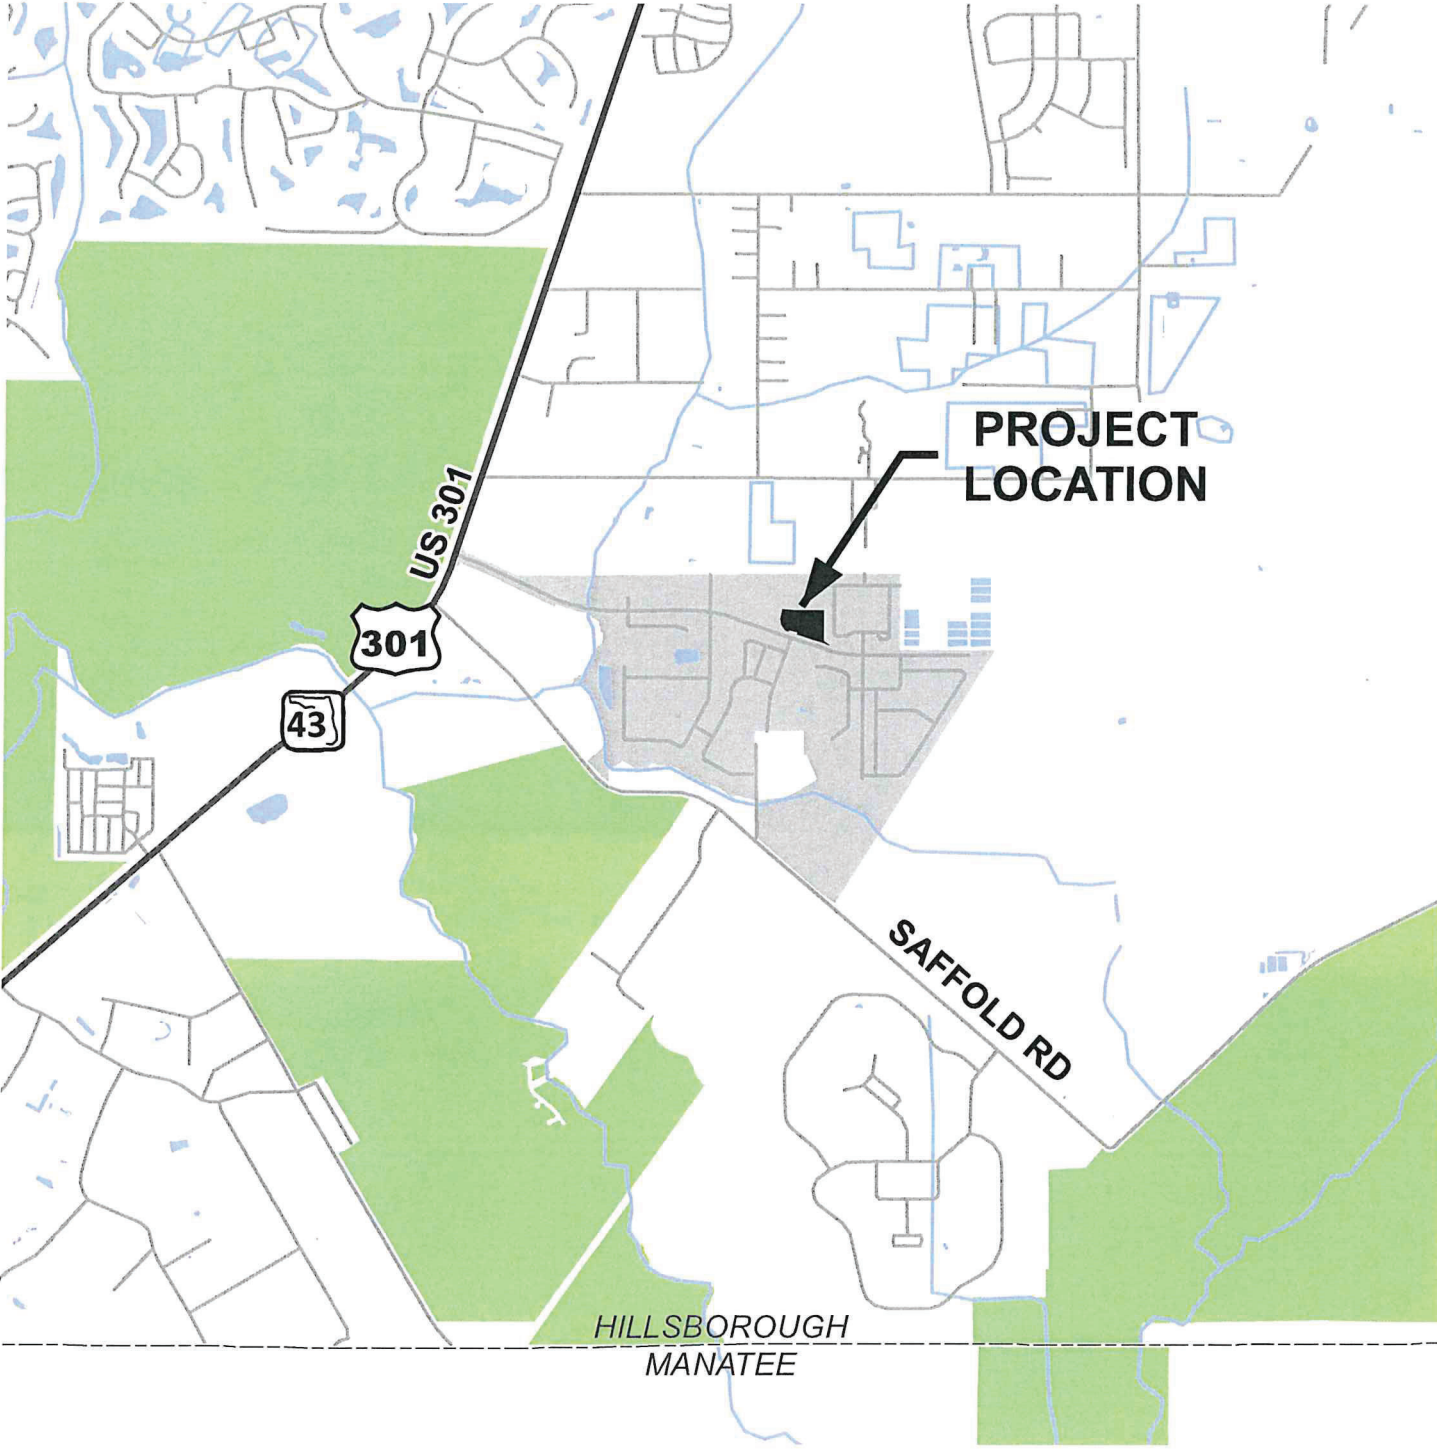 PROJECT
LOCATION
US 301
301
43
SAFFOLD RD
HILLSBOROUGH
MANATEE